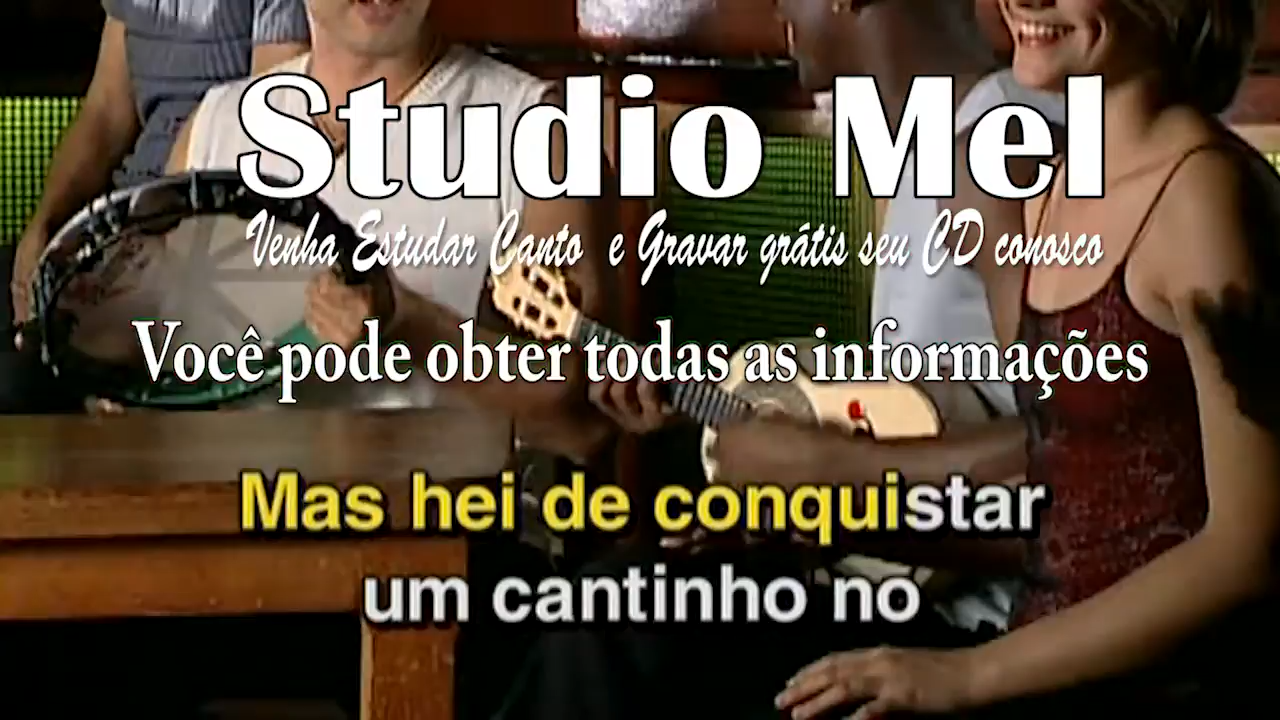 Studio Mel
Venha Estudar Canto e Gravar grátis seu CD conosco
Você pode obter todas as informações
Mas hei de conquistar
um cantinho no